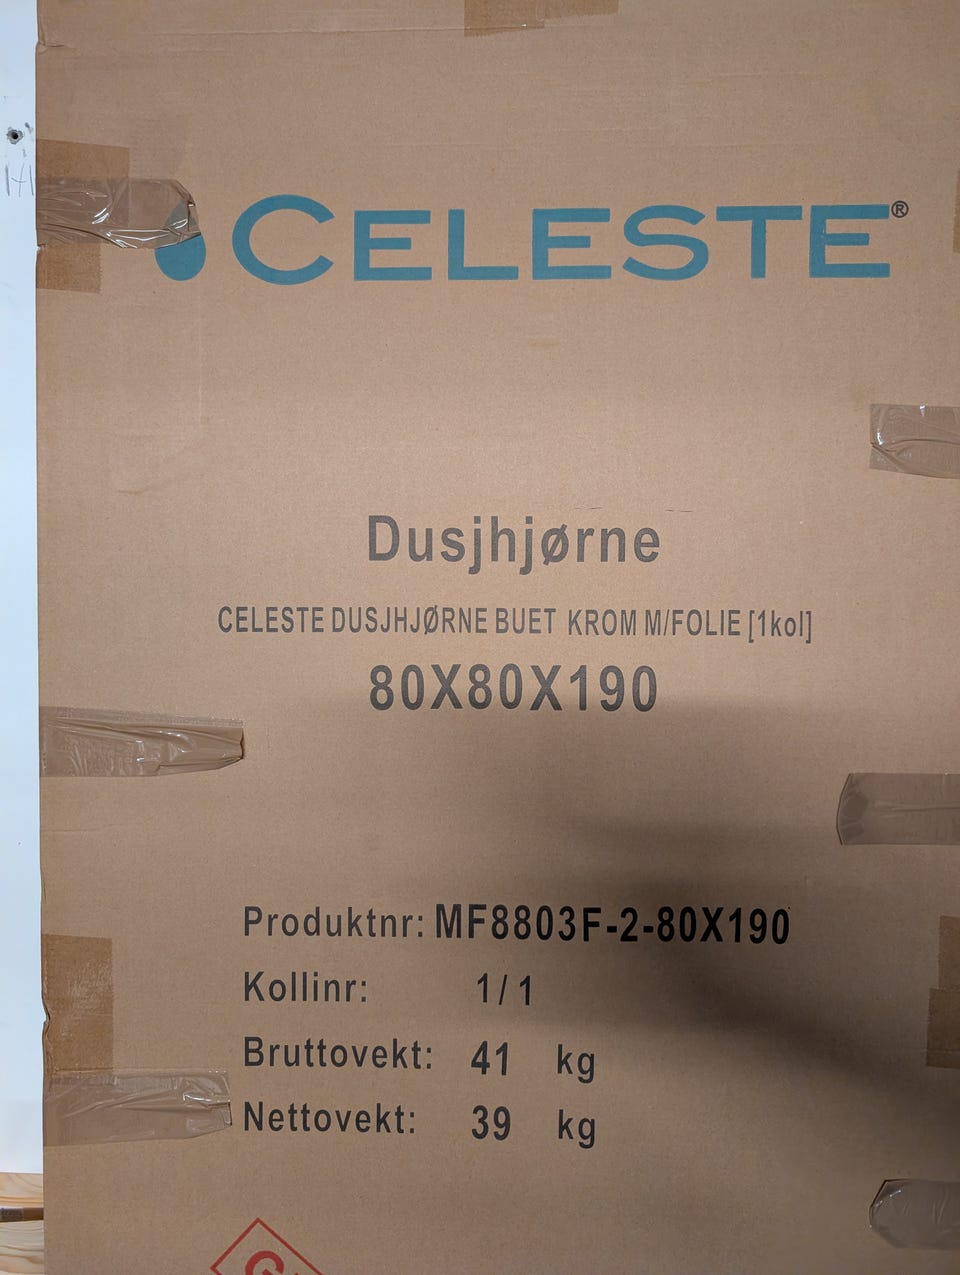 CELESTE®
Dusjhjørne
CELESTE DUSJHJØRNE BUET KROM M/FOLIE [1kol]
80X80X190
Produktnr: MF8803F-2-80X190
Kollinr: 1/1
Bruttovekt: 41 kg
Nettovekt: 39 kg